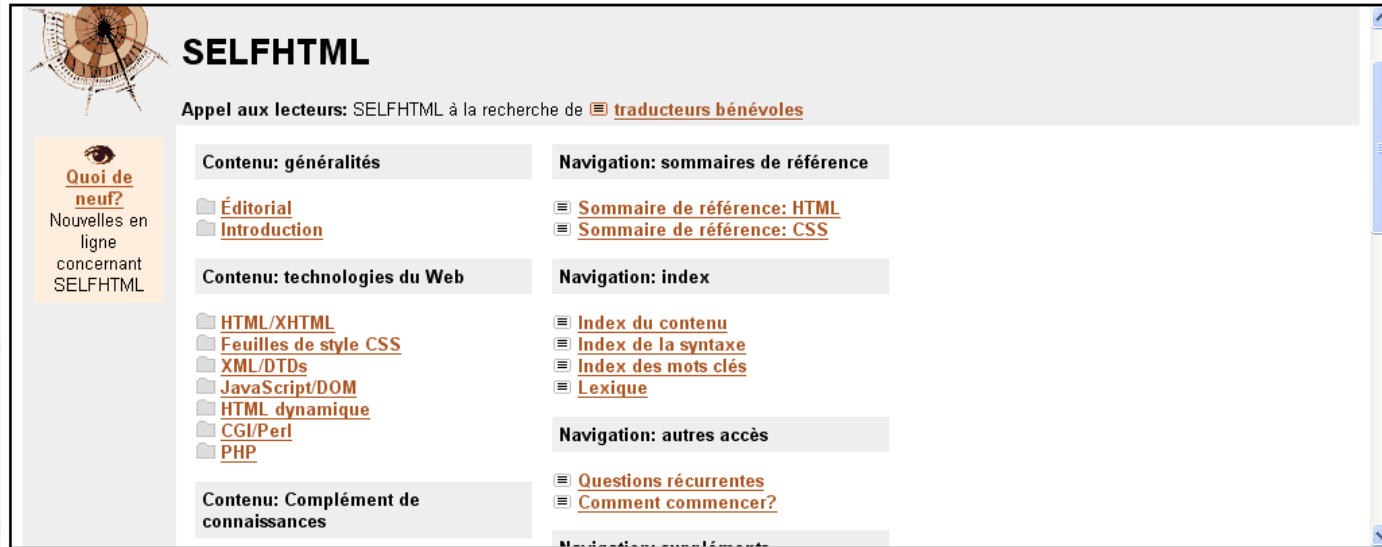 SELFHTML
Appel aux lecteurs: SELFHTML à la recherche de traducteurs bénévoles
Quoi de
neuf?
Nouvelles en
ligne
concernant
SELFHTML
Contenu: généralités
Éditorial
Introduction
Contenu: technologies du Web
HTML/XHTML
Feuilles de style CSS
XML/DTDs
JavaScript/DOM
HTML dynamique
CGI/Perl
PHP
Contenu: Complément de
connaissances
Navigation: sommaires de référence
Sommaire de référence: HTML
Sommaire de référence: CSS
Navigation: index
Index du contenu
Index de la syntaxe
Index des mots clés
Lexique
Navigation: autres accès
Questions récurrentes
Comment commencer?